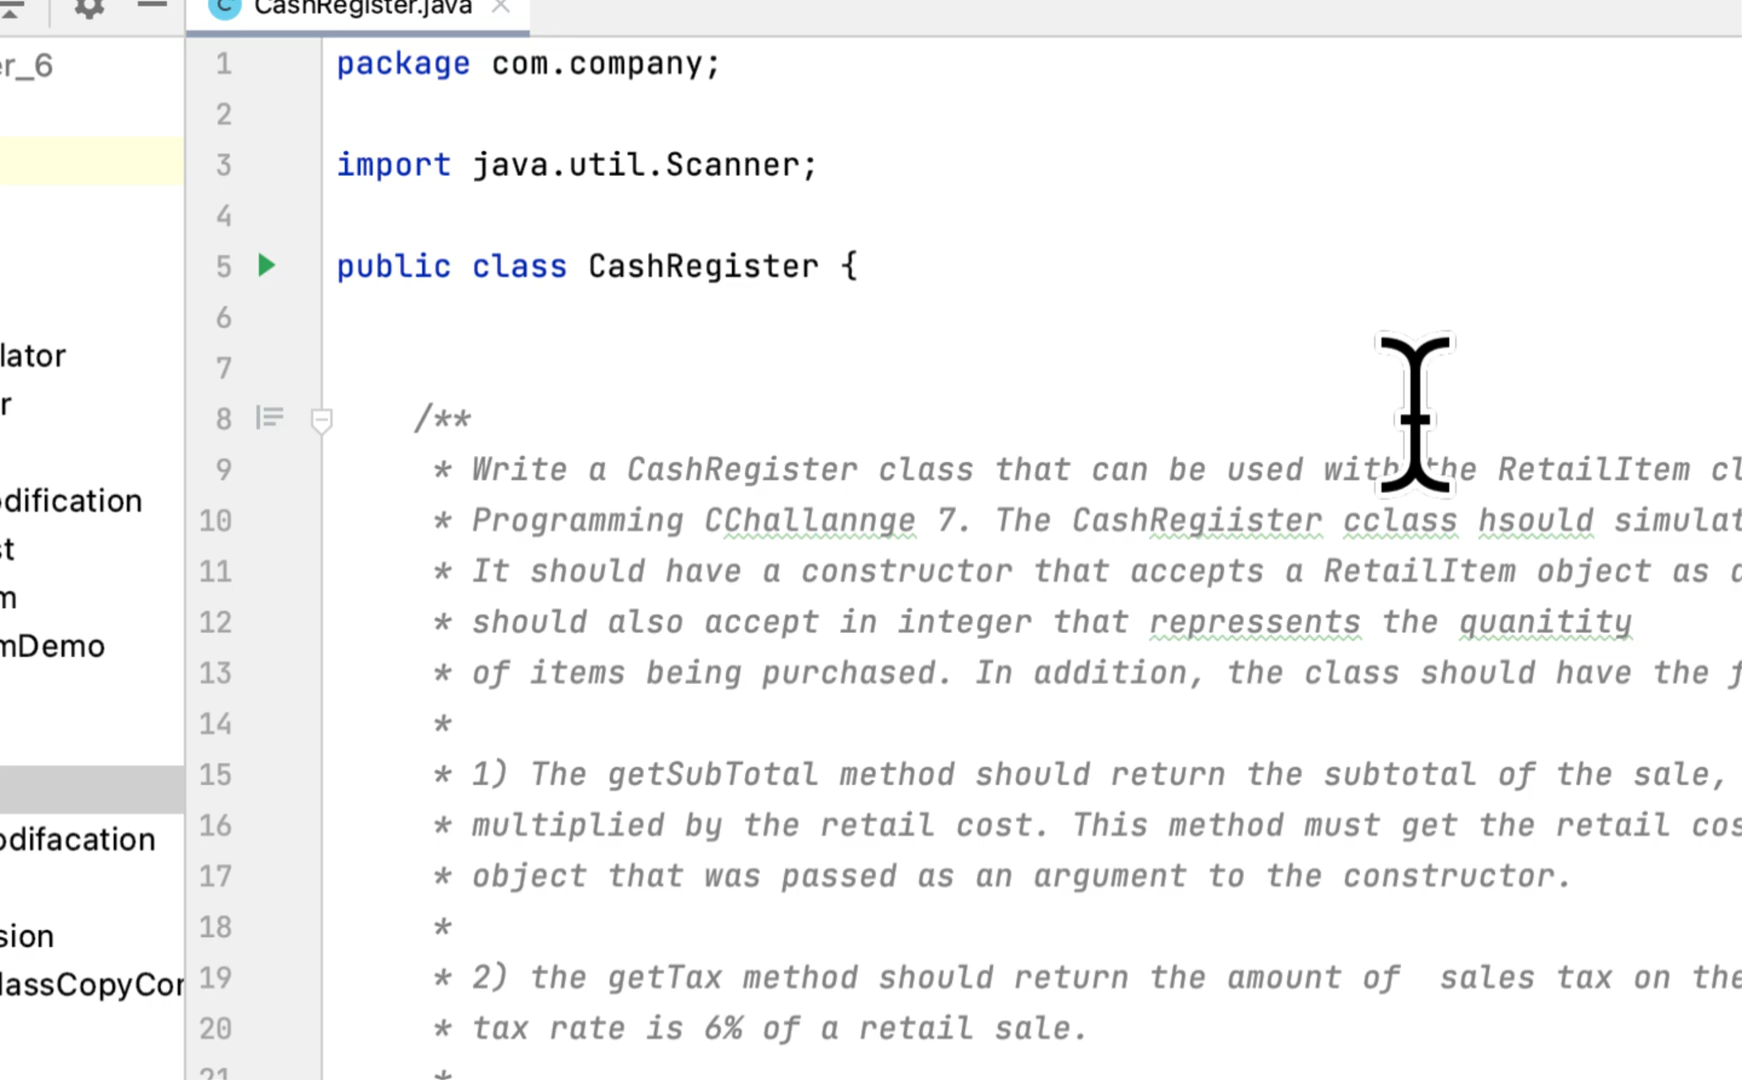 CashRegister.java
er_6
1 package com.company;
2
3 import java.util.Scanner;
4
5 public class CashRegister {
6
lator
7
r
8 /**
9 * Write a CashRegister class that can be used with the RetailItem cl
dification
10 * Programming CChallannge 7. The CashRegiister cclass hsould simulat
st
11 * It should have a constructor that accepts a RetailItem object as a
m
12 * should also accept in integer that repressents the quanitity
mDemo
13 * of items being purchased. In addition, the class should have the f
14 *
15 * 1) The getSubTotal method should return the subtotal of the sale,
16 * multiplied by the retail cost. This method must get the retail cos
odifacation
17 * object that was passed as an argument to the constructor.
18 *
sion
19 * 2) the getTax method should return the amount of  sales tax on the
lassCopyCor
20 * tax rate is 6% of a retail sale.
21 *